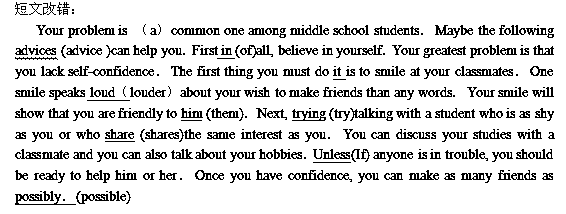 短文改错：
Your problem is （a）common one among middle school students. Maybe the following
advices (advice )can help you. First in (of)all, believe in yourself. Your greatest problem is that
you lack self-confidence. The first thing you must do it is to smile at your classmates. One
smile speaks loud（louder）about your wish to make friends than any words. Your smile will
show that you are friendly to him (them). Next, trying (try)talking with a student who is as shy
as you or who share (shares)the same interest as you. You can discuss your studies with a
classmate and you can also talk about your hobbies. Unless(If) anyone is in trouble, you should
be ready to help him or her. Once you have confidence, you can make as many friends as
possibly. (possible)